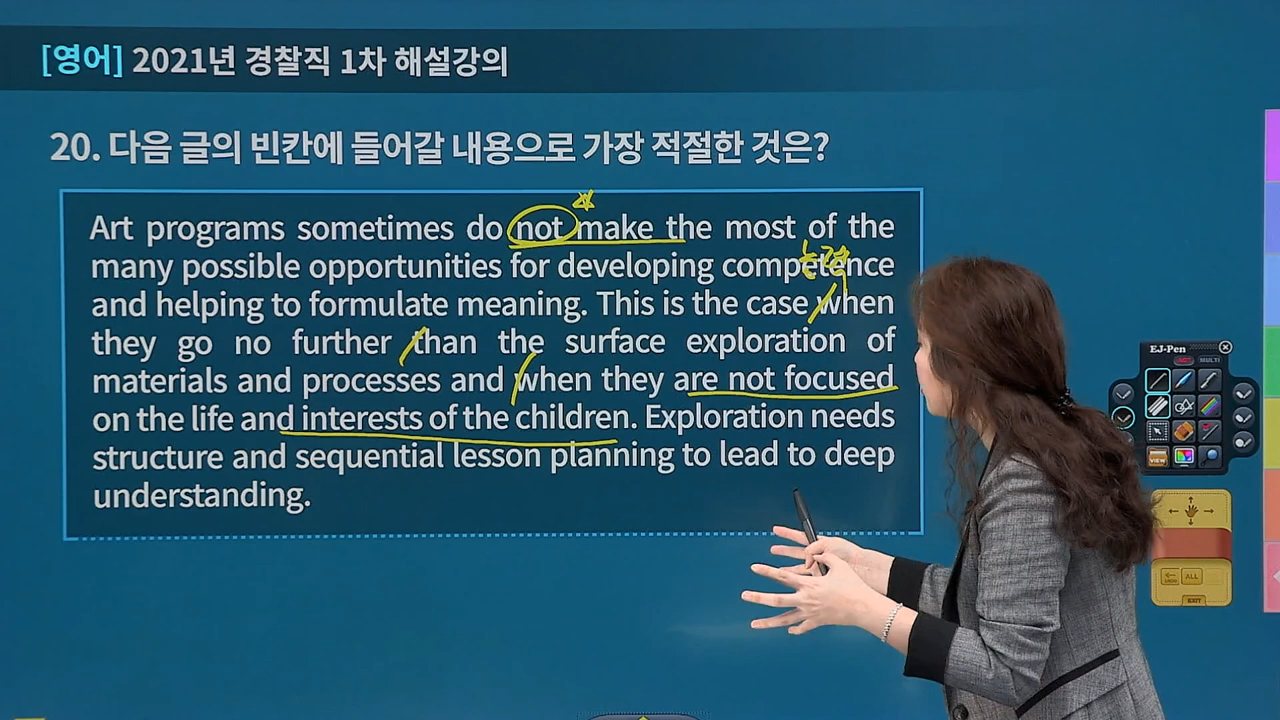 [영어] 2021년 경찰직 1차 해설강의
20. 다음 글의 빈칸에 들어갈 내용으로 가장 적절한 것은?
Art programs sometimes do not make the most of the
many possible opportunities for developing competence
능력
and helping to formulate meaning. This is the case when
they go no further than the surface exploration of
materials and processes and when they are not focused
on the life and interests of the children. Exploration needs
structure and sequential lesson planning to lead to deep
understanding.
EJ-Pen
MULTI
VIEW
ALL
EXIT